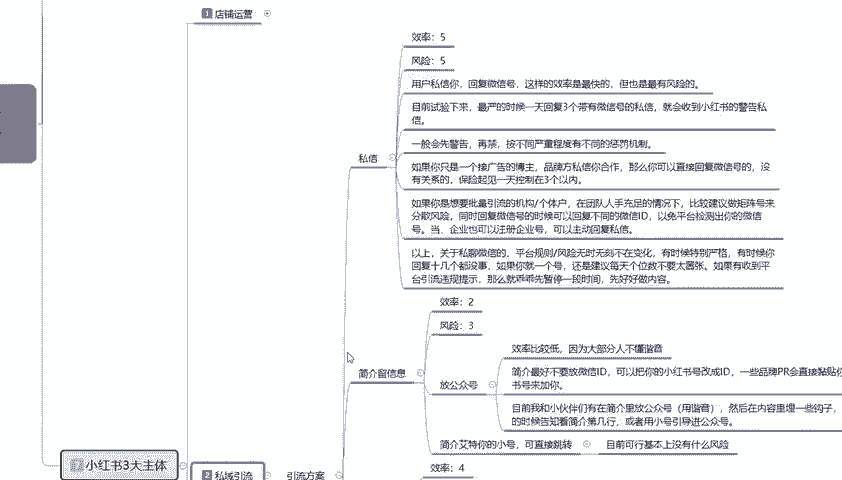 1 店铺运营
效率：5
风险：5
用户私信你，回复微信号，这样的效率是最快的，但也是最有风险的。
目前试验下来，最严的时候一天回复3个带有微信号的私信，就会收到小红书的警告私
信。
一般会先警告，再禁，按不同严重程度有不同的惩罚机制。
私信
如果你只是一个接广告的博主，品牌方私信你合作，那么你可以直接回复微信号的，没
有关系的，保险起见一天控制在3个以内。
如果你是想要批量引流的机构/个体户，在团队人手充足的情况下，比较建议做矩阵号来
分散风险，同时回复微信号的时候可以回复不同的微信ID，以免平台检测出你的微信
号。当，企业也可以注册企业号，可以主动回复私信。
以上，关于私聊微信的，平台规则/风险无时无刻不在变化，有时候特别严格，有时候你
回复十几个都没事，如果你就一个号，还是建议每天个位数不要太嚣张。如果有收到平
台引流违规提示，那么就乖乖先暂停一段时间，先好好做内容。
效率：2
风险：3
效率比较低，因为大部分人不懂谐音
简介留信息
放公众号
简介最好不要放微信ID，可以把你的小红书号改成ID，一些品牌PR会直接黏贴你
书号来加你。
目前我和小伙伴们有在简介里放公众号（用谐音），然后在内容里埋一些钩子，
的时候告知看简介第几行，或者用小号引导进公众号。
简介艾特你的小号，可直接跳转
目前可行基本上没有什么风险
7 小红书3大主体
2 私域引流
引流方案
效率：4